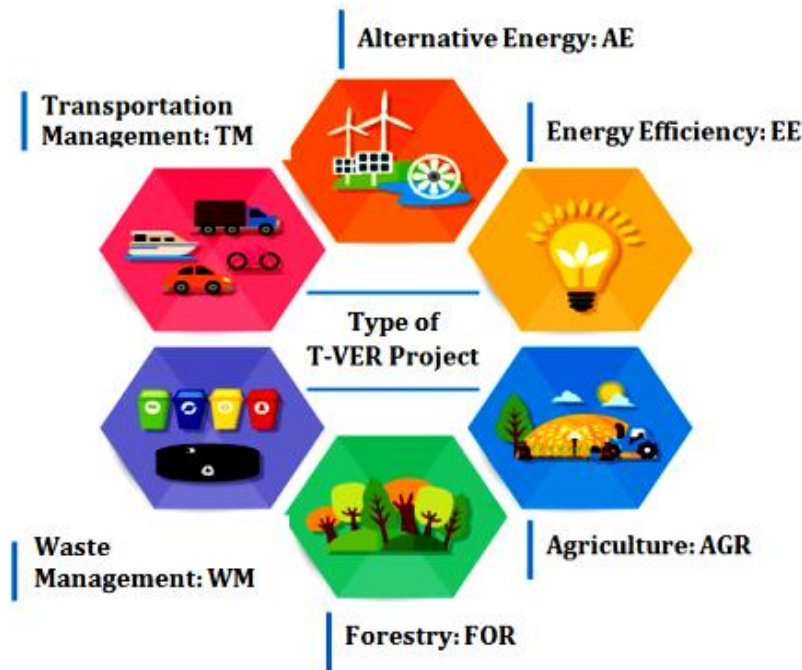 Alternative Energy: AE
Transportation
Management: TM
Energy Efficiency: EE
Type of
T-VER Project
Waste
Management: WM
Agriculture: AGR
Forestry: FOR